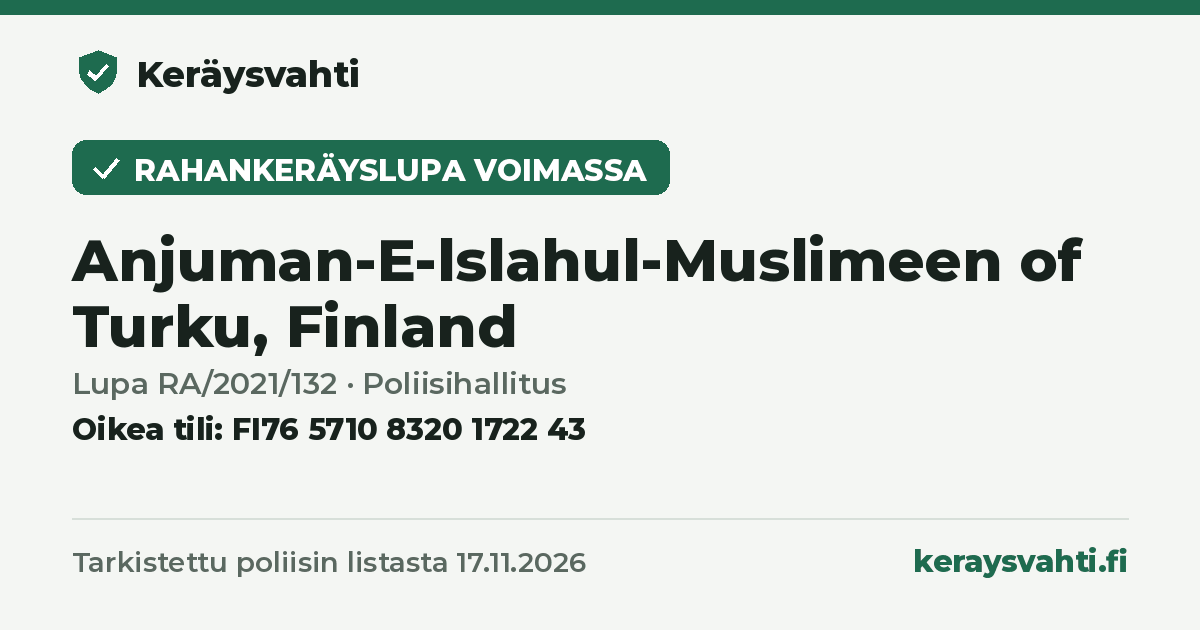 Keräysvahti
RAHANKERÄYSLUPA VOIMASSA
Anjuman-E-Islahul-Muslimeen of
Turku, Finland
Lupa RA/2021/132 · Poliisihallitus
Oikea tili: FI76 5710 8320 1722 43
Tarkistettu poliisin listasta 17.11.2026
keraysvahti.fi